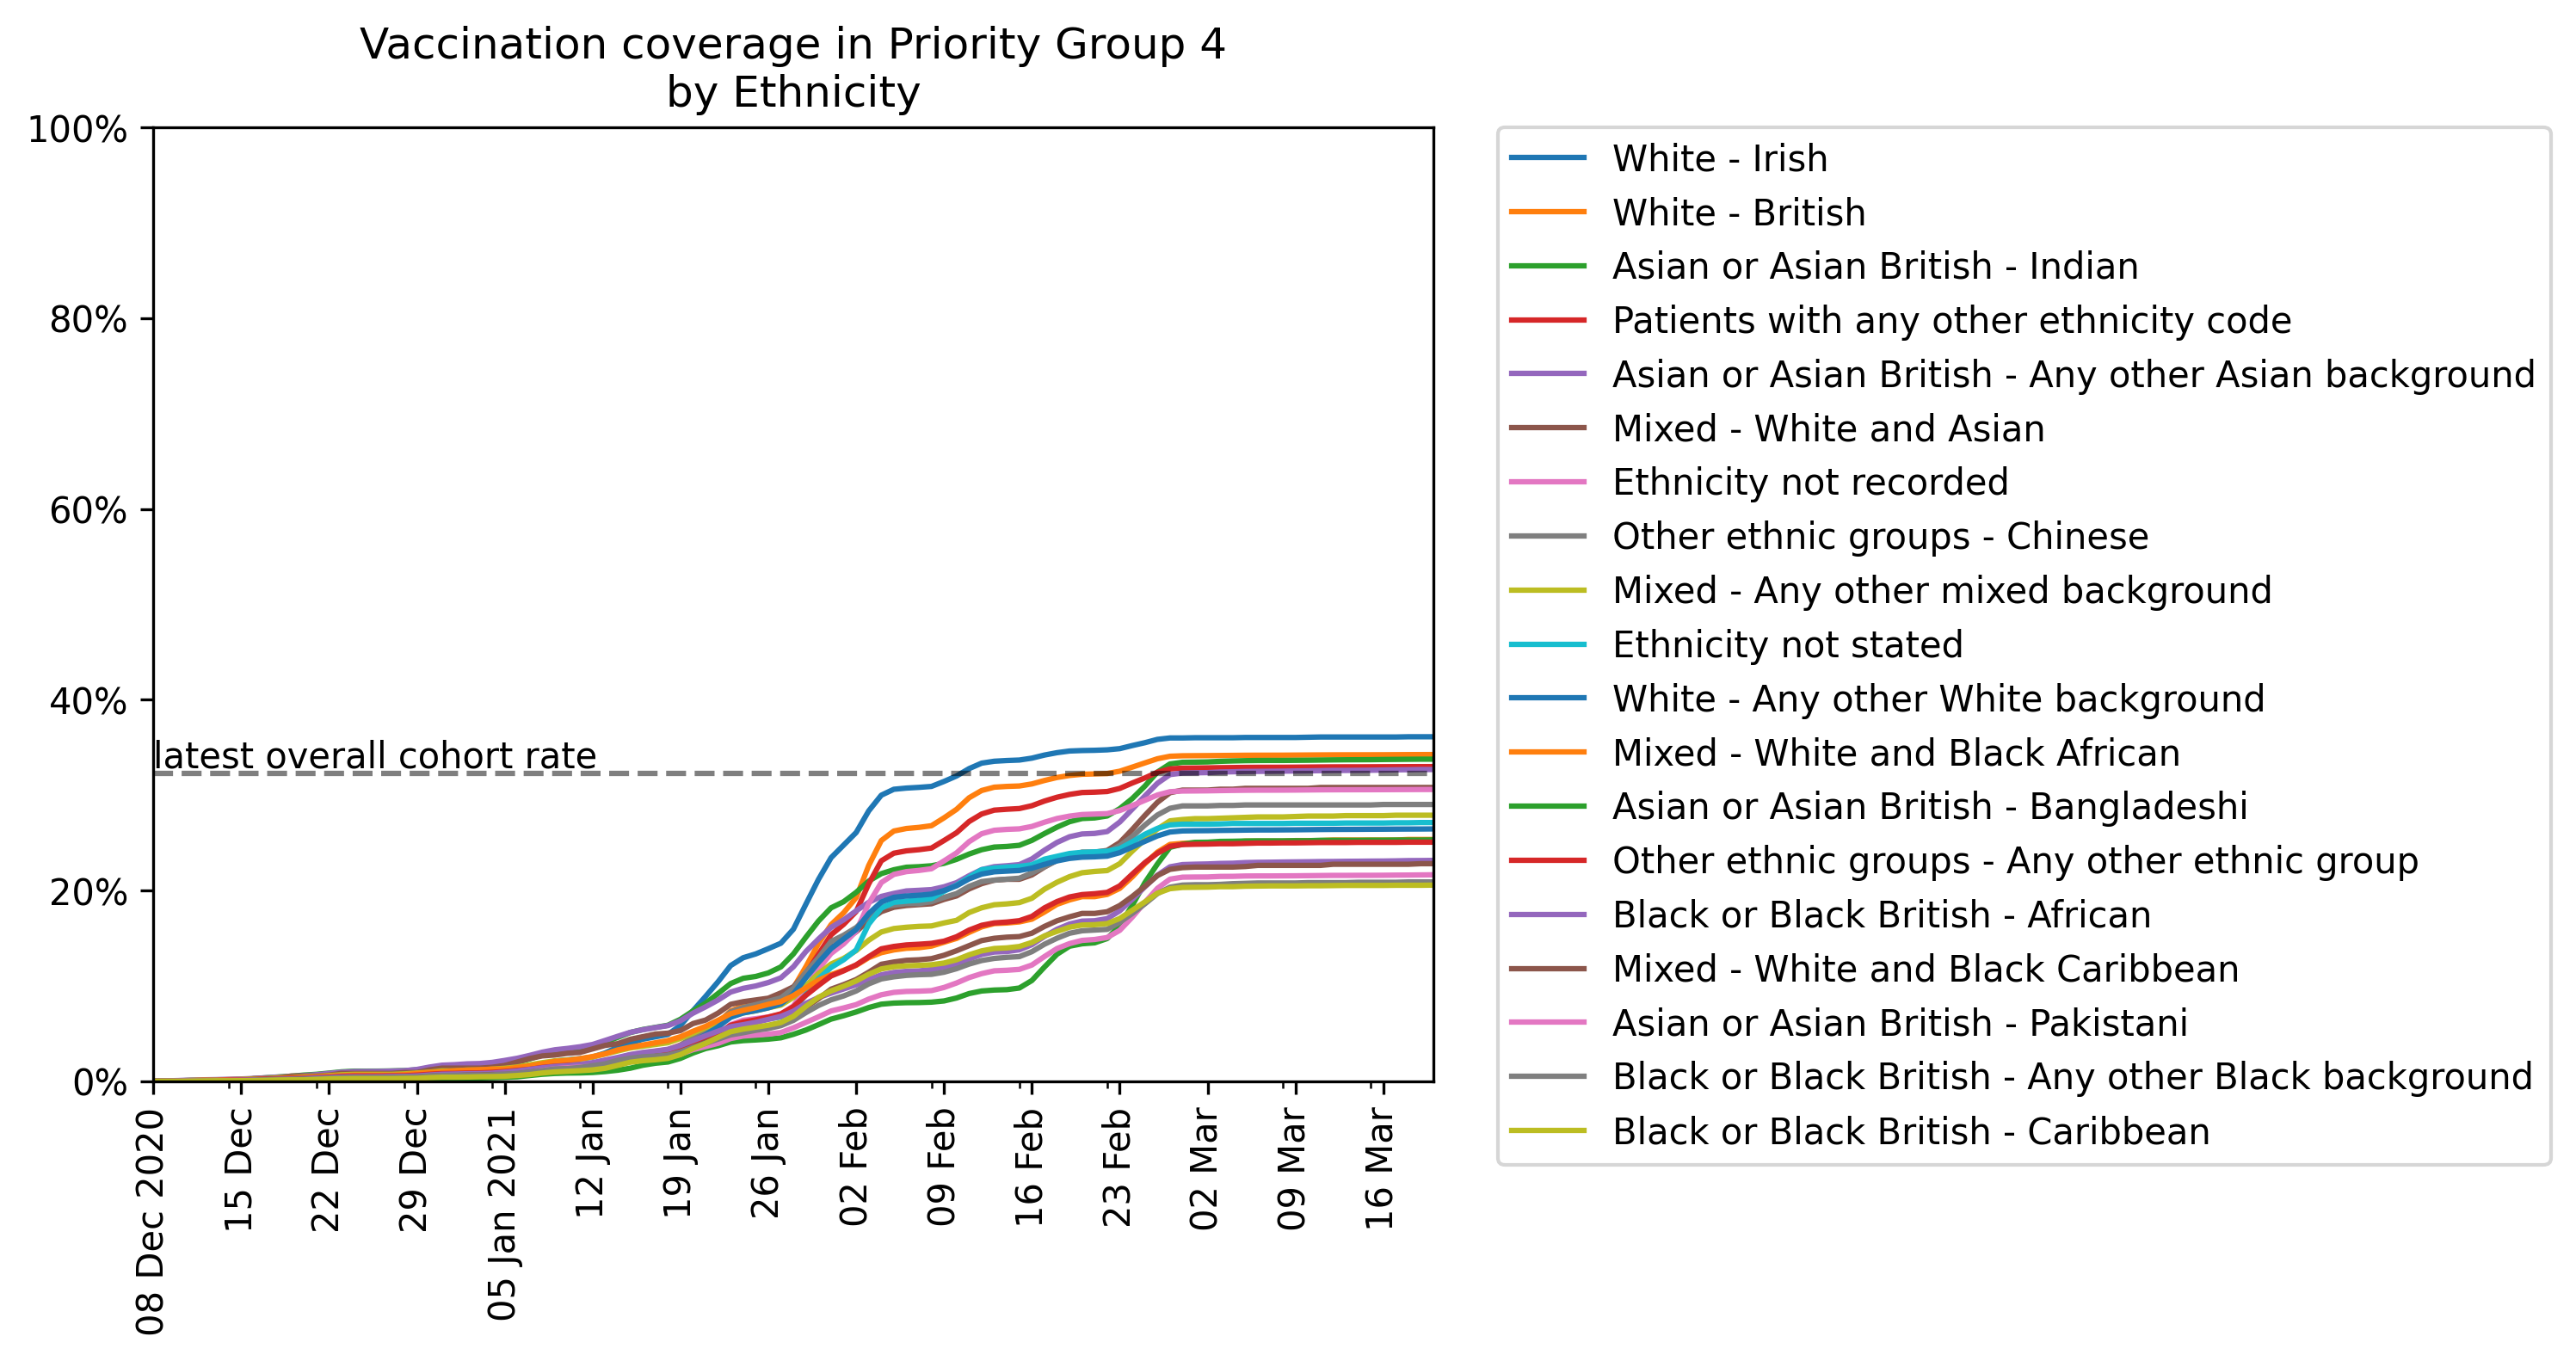 Vaccination coverage in Priority Group 4
by Ethnicity
100%
80%
60%
40%
20%
0%
latest overall cohort rate
08 Dec 2020
15 Dec
22 Dec
29 Dec
05 Jan 2021
12 Jan
19 Jan
26 Jan
02 Feb
09 Feb
16 Feb
23 Feb
02 Mar
09 Mar
16 Mar
White - Irish
White - British
Asian or Asian British - Indian
Patients with any other ethnicity code
Asian or Asian British - Any other Asian background
Mixed - White and Asian
Ethnicity not recorded
Other ethnic groups - Chinese
Mixed - Any other mixed background
Ethnicity not stated
White - Any other White background
Mixed - White and Black African
Asian or Asian British - Bangladeshi
Other ethnic groups - Any other ethnic group
Black or Black British - African
Mixed - White and Black Caribbean
Asian or Asian British - Pakistani
Black or Black British - Any other Black background
Black or Black British - Caribbean